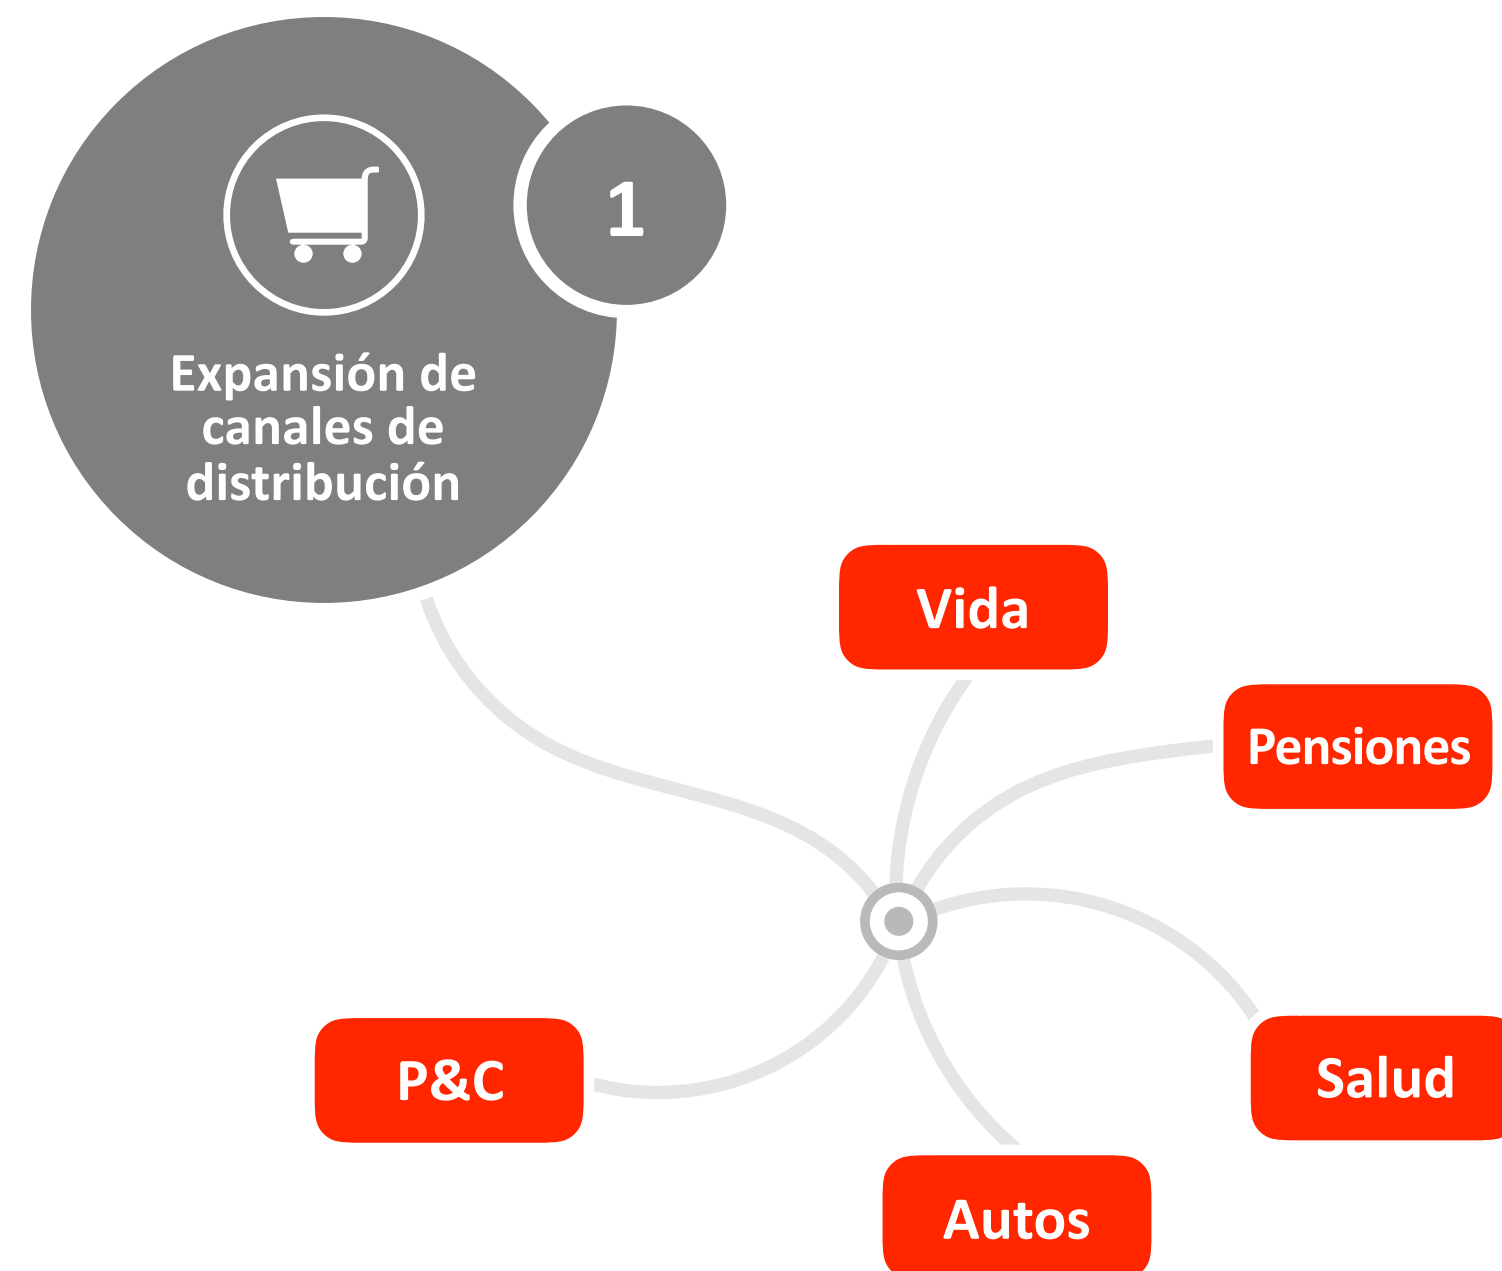 1
Expansión de
canales de
distribución
Vida
Pensiones
Salud
P&C
Autos